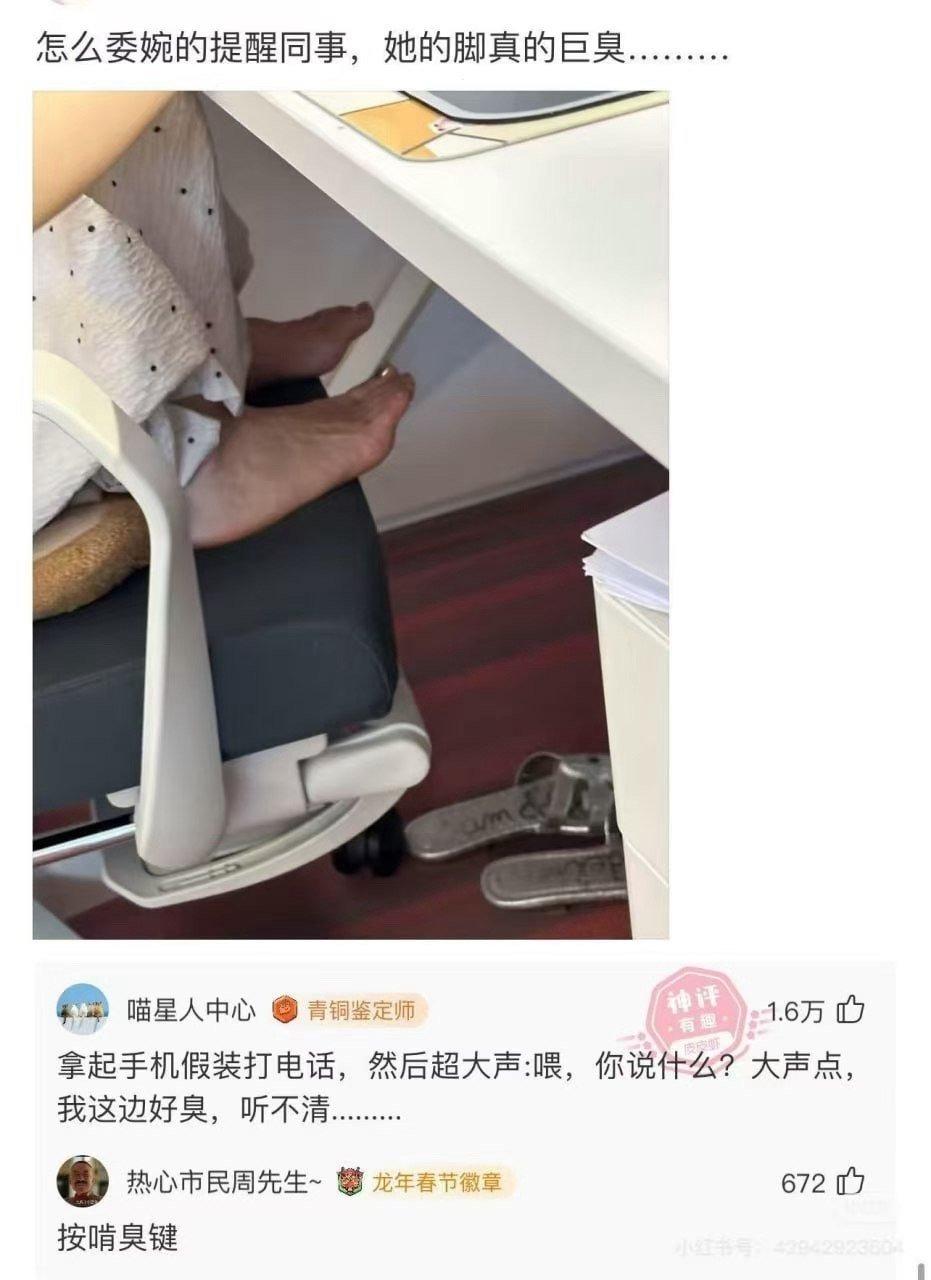 怎么委婉的提醒同事，她的脚真的巨臭………
喵星人中心 青铜鉴定师
神评
有趣
皮皮虾
1.6万
拿起手机假装打电话，然后超大声:喂，你说什么？大声点，
我这边好臭，听不清………
热心市民周先生~ 龙年春节徽章
672
按啃臭键
小红书号：